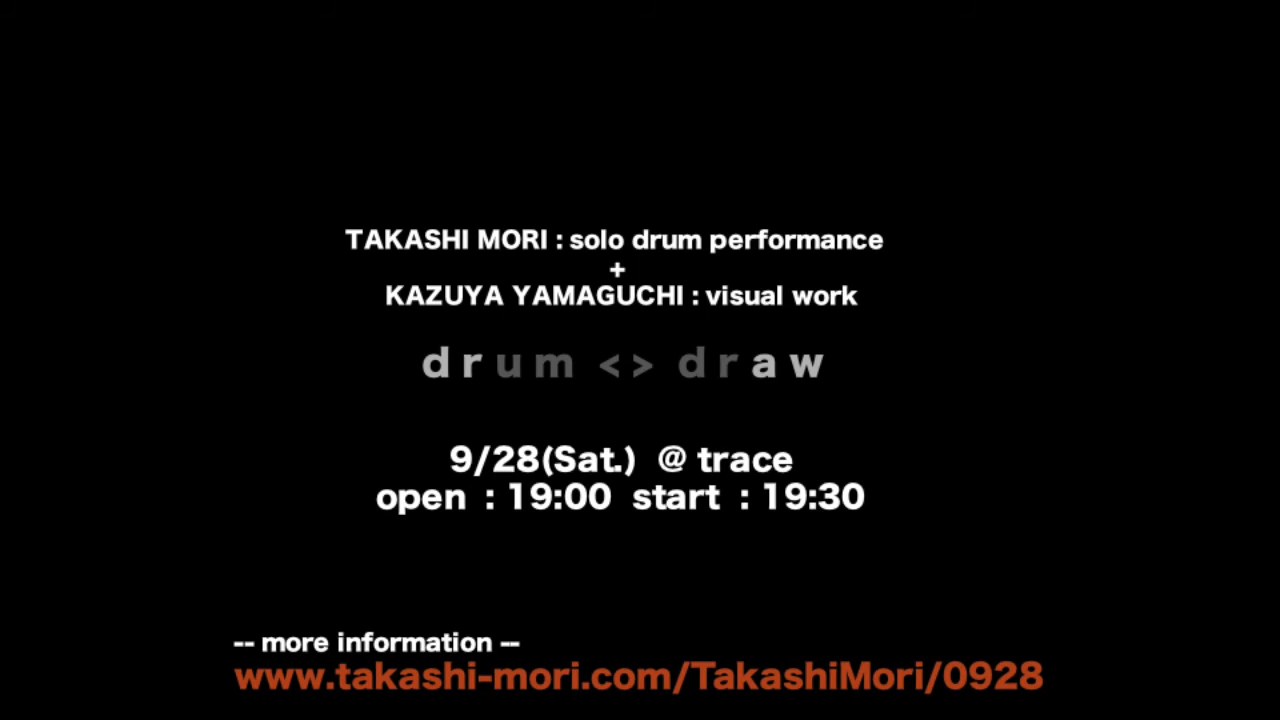 TAKASHI MORI : solo drum performance
+
KAZUYA YAMAGUCHI : visual work
drum <> draw
9/28(Sat.) @ trace
open : 19:00 start : 19:30
-- more information --
www.takashi-mori.com/TakashiMori/0928